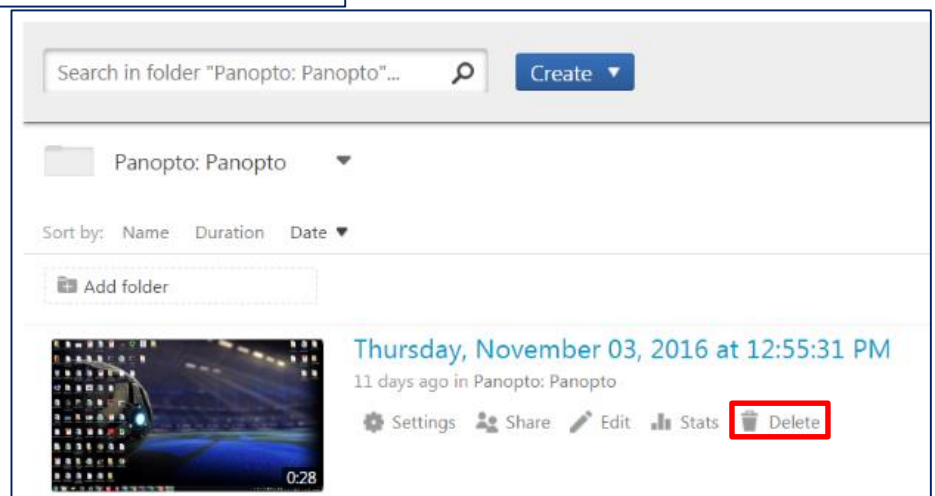 Search in folder "Panopto: Panopto"...
Create
Panopto: Panopto
Sort by: Name Duration Date
Add folder
Thursday, November 03, 2016 at 12:55:31 PM
11 days ago in Panopto: Panopto
Settings Share Edit Stats Delete
0:28